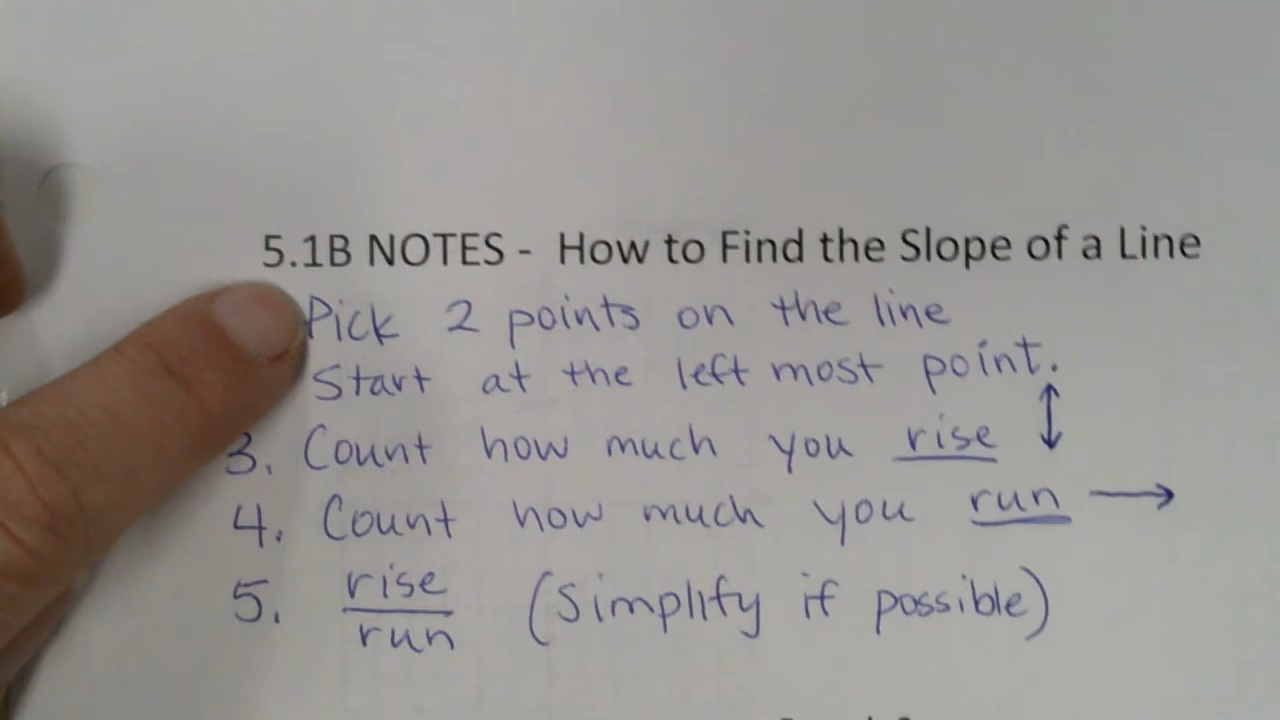 5.1B NOTES - How to Find the Slope of a Line
Pick 2 points on the line
Start at the left most point.
3. Count how much you rise ↕
4. Count how much you run →
5. rise
run (Simplify if possible)